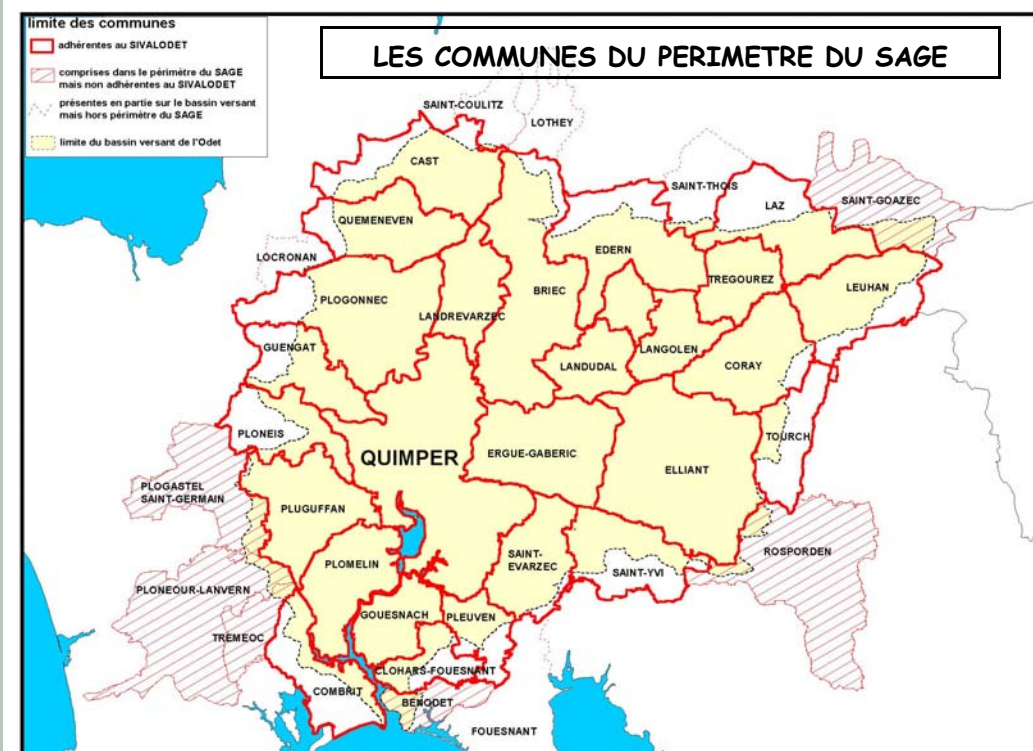 limite des communes
adhérentes au SIVALODET
comprises dans le périmètre du SAGE
mais non adhérentes au SIVALODET
présentes en partie sur le bassin versant
mais hors périmètre du SAGE
limite du bassin versant de l'Odet
LES COMMUNES DU PERIMETRE DU SAGE
SAINT-COULITZ
LOTHEY
CAST
SAINT-THOIS
LAZ
SAINT-GOAZEC
QUEMENEVEN
EDERN
LOCRONAN
TREGOUREZ
LEUHAN
BRIEC
PLOGONNEC
LANDREVARZEC
GUENGAT
LANGOLEN
LANDUDAL
CORAY
PLONEIS
TOURCH
QUIMPER
ERGUE-GABERIC
ELLIANT
PLOGASTEL
SAINT-GERMAIN
PLUGUFFAN
ROSPORDEN
SAINT-
EVARZEC
PLOMELIN
SAINT-YVI
PLONEOUR-LANVERN
GOUESNACH
PLEUVEN
TREMEOC
CLOHARS-FOUESNANT
COMBRIT
BENODET
FOUESNANT